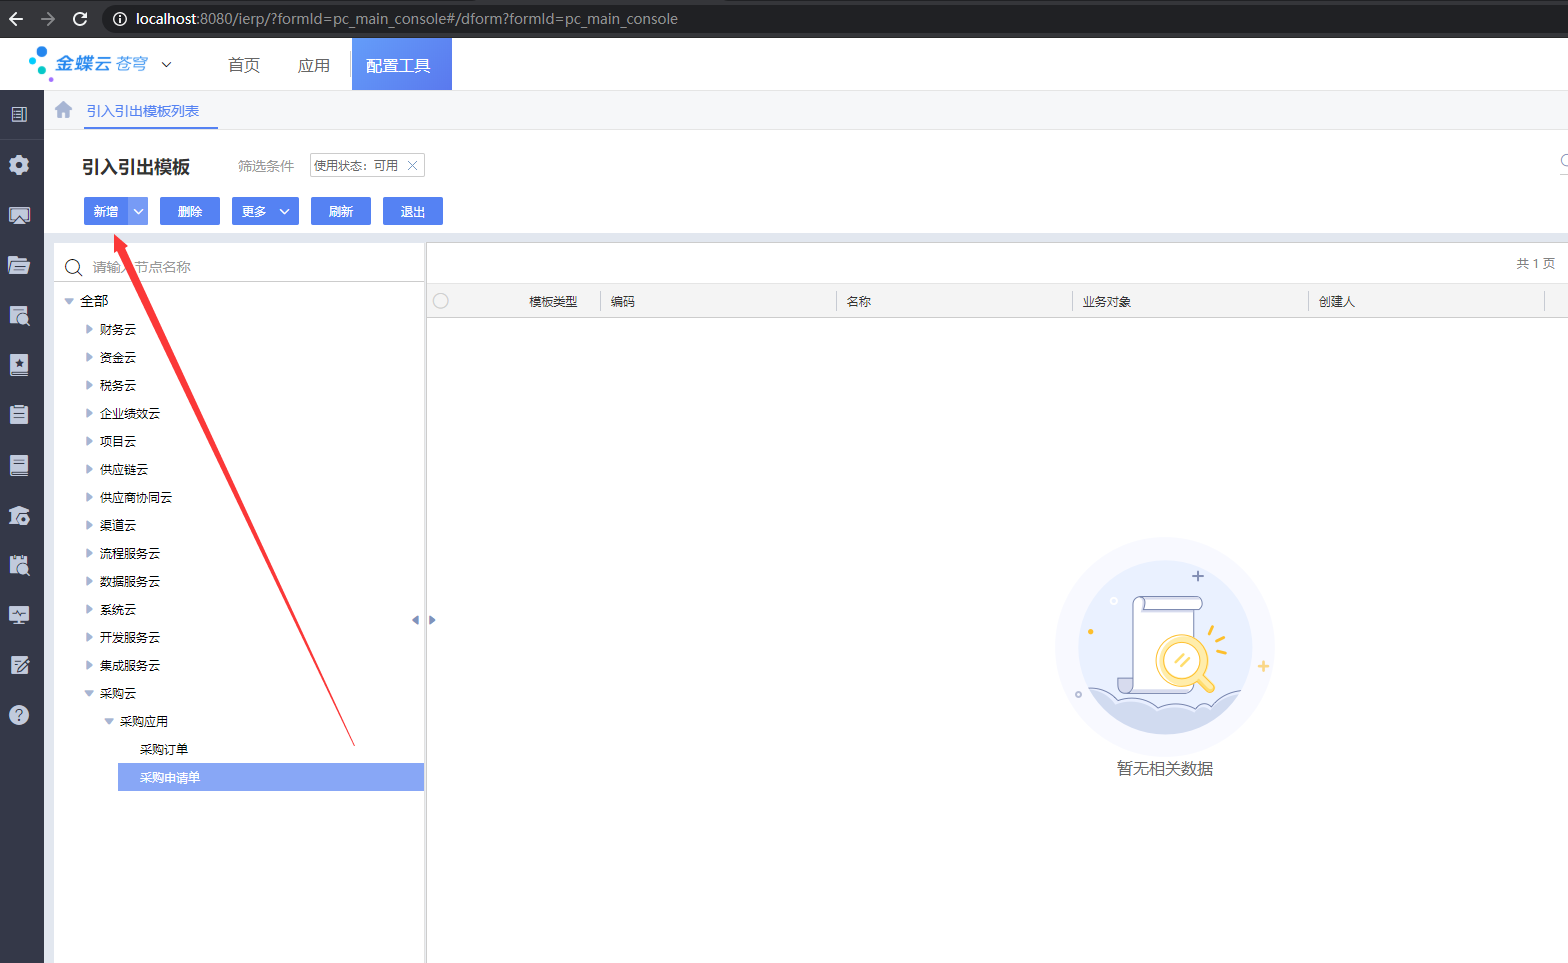 localhost:8080/ierp/?formId=pc_main_console#/dform?formId=pc_main_console
金蝶云 苍穹 首页 应用 配置工具
引入引出模板列表
引入引出模板 筛选条件 使用状态：可用
新增 删除 更多 刷新 退出
请输入节点名称
共 1 页
模板类型 编码 名称 业务对象 创建人
全部
财务云
资金云
税务云
企业绩效云
项目云
供应链云
供应商协同云
渠道云
流程服务云
数据服务云
系统云
开发服务云
集成服务云
采购云
采购应用
采购订单
采购申请单
暂无相关数据